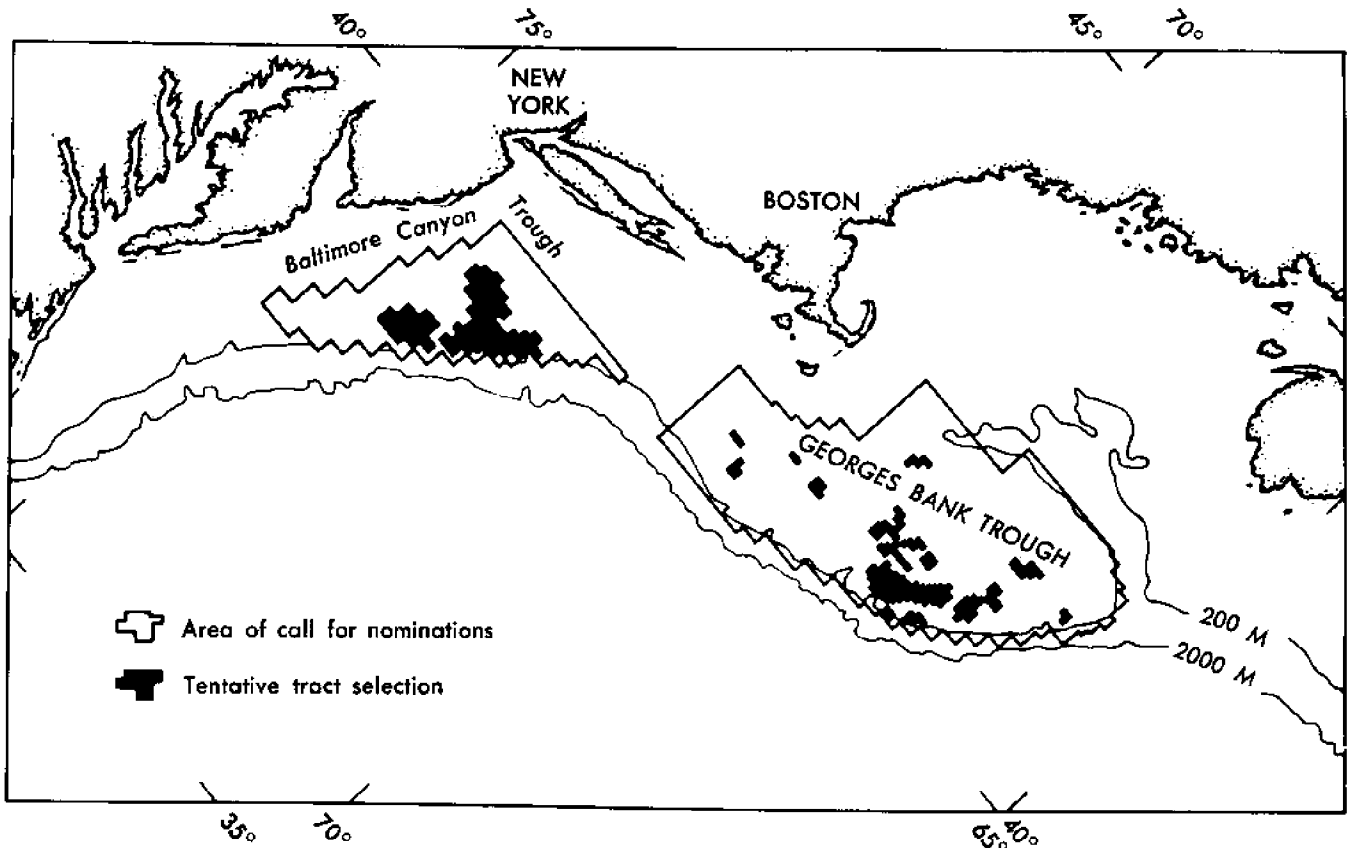 40° 75° 45° 70°
NEW
YORK
BOSTON
Baltimore Canyon Trough
GEORGES BANK TROUGH
Area of call for nominations
Tentative tract selection
200 M
2000 M
35° 70° 65° 40°